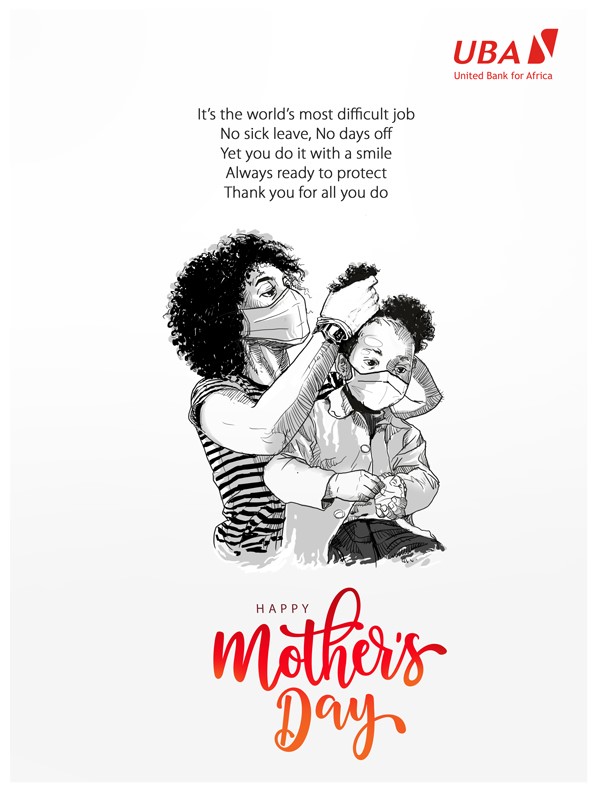 UBA
United Bank for Africa
It’s the world’s most difficult job
No sick leave, No days off
Yet you do it with a smile
Always ready to protect
Thank you for all you do
HAPPY
Mother's
Day